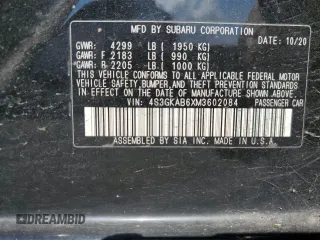 MFD BY SUBARU CORPORATION
DATE: 10/20
GVWR: 4299 LB (1950 KG)
GAWR: F 2183 LB (990 KG)
GAWR: R 2205 LB (1000 KG)
THIS VEHICLE CONFORMS TO ALL APPLICABLE FEDERAL MOTOR
VEHICLE SAFETY, BUMPER, AND THEFT PREVENTION STANDARDS
IN EFFECT ON THE DATE OF MANUFACTURE SHOWN ABOVE.
VIN: 4S3GKAB6XM3602084 PASSENGER CAR
ASSEMBLED BY SIA INC. IN U.S.A.
DREAMBID